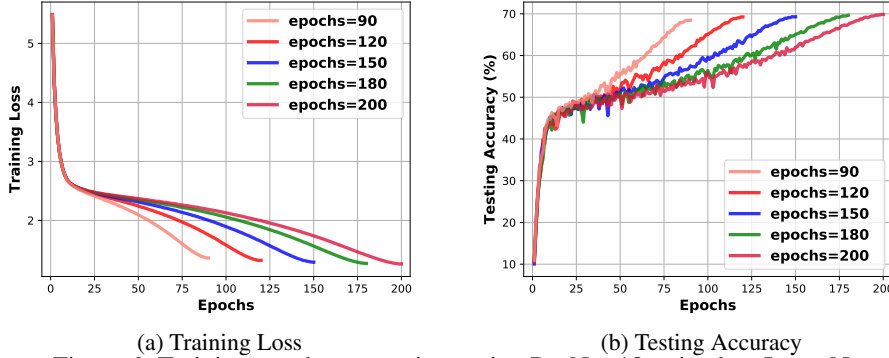 Training Loss
5
4
3
2
epochs=90
epochs=120
epochs=150
epochs=180
epochs=200
0 25 50 75 100 125 150 175 200
Epochs
(a) Training Loss
Testing Accuracy (%)
70
60
50
40
30
20
10
epochs=90
epochs=120
epochs=150
epochs=180
epochs=200
0 25 50 75 100 125 150 175 200
Epochs
(b) Testing Accuracy